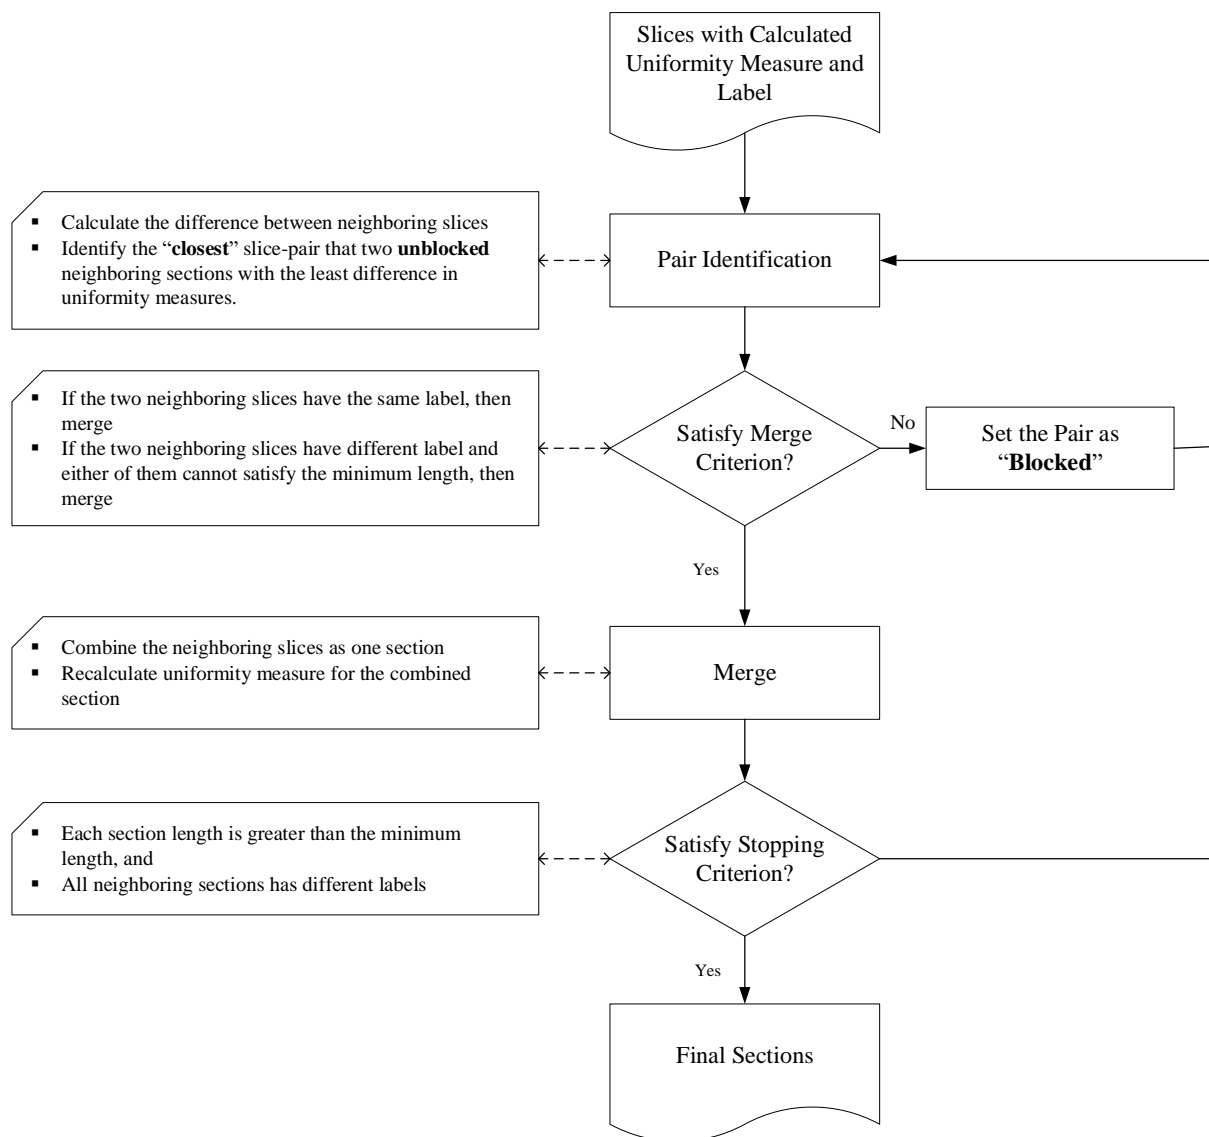 Slices with Calculated
Uniformity Measure and
Label
▪ Calculate the difference between neighboring slices
▪ Identify the “closest” slice-pair that two unblocked
neighboring sections with the least difference in
uniformity measures.
Pair Identification
▪ If the two neighboring slices have the same label, then
merge
▪ If the two neighboring slices have different label and
either of them cannot satisfy the minimum length, then
merge
Satisfy Merge
Criterion?
No
Set the Pair as
“Blocked”
Yes
▪ Combine the neighboring slices as one section
▪ Recalculate uniformity measure for the combined
section
Merge
▪ Each section length is greater than the minimum
length, and
▪ All neighboring sections has different labels
Satisfy Stopping
Criterion?
Yes
Final Sections